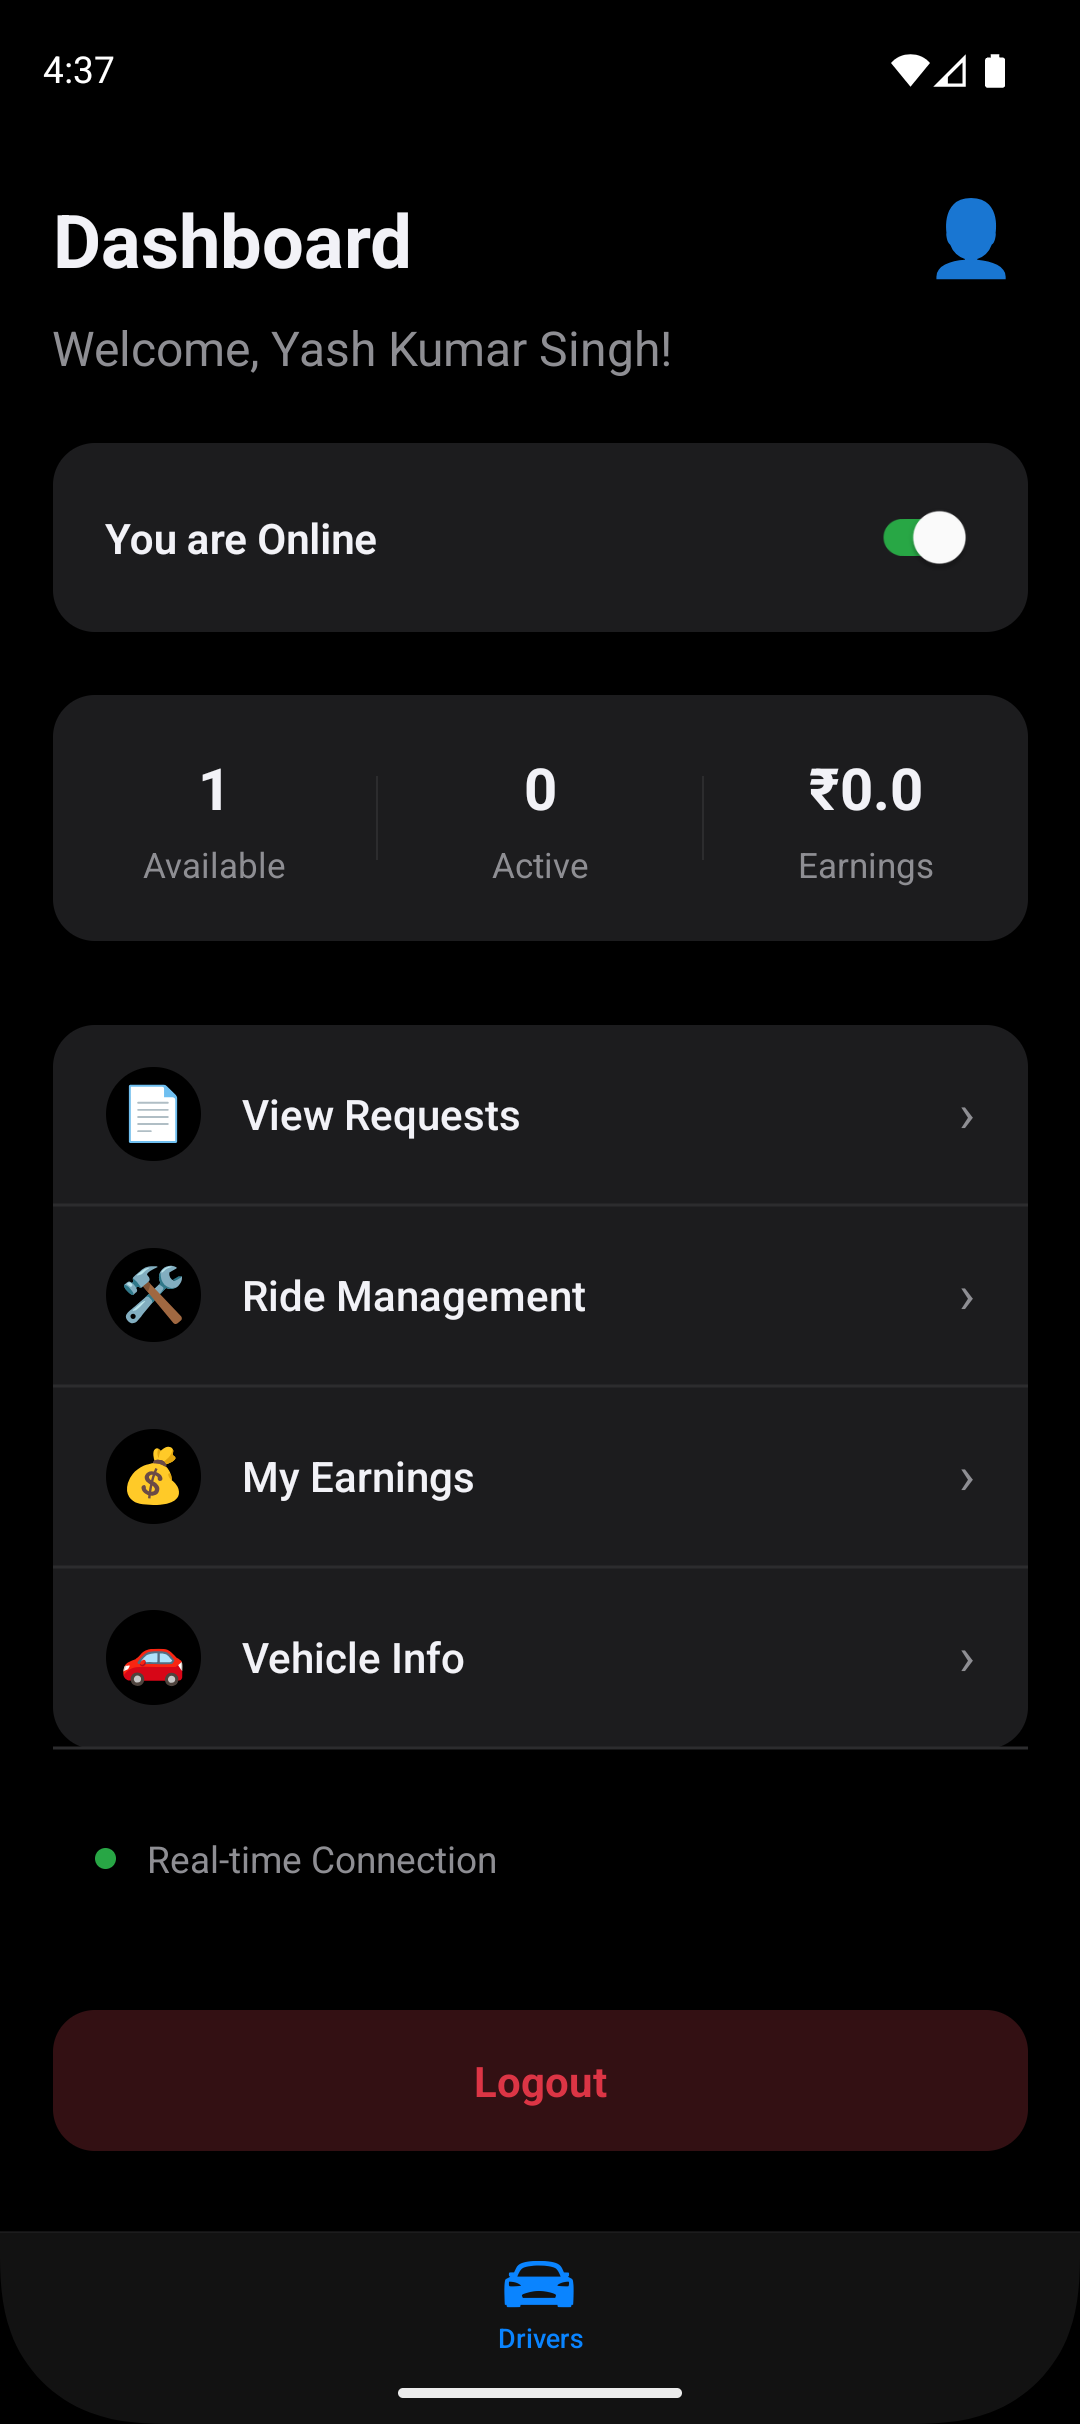 4:37
Dashboard
Welcome, Yash Kumar Singh!
You are Online
1
Available
0
Active
₹0.0
Earnings
View Requests
Ride Management
My Earnings
Vehicle Info
Real-time Connection
Logout
Drivers